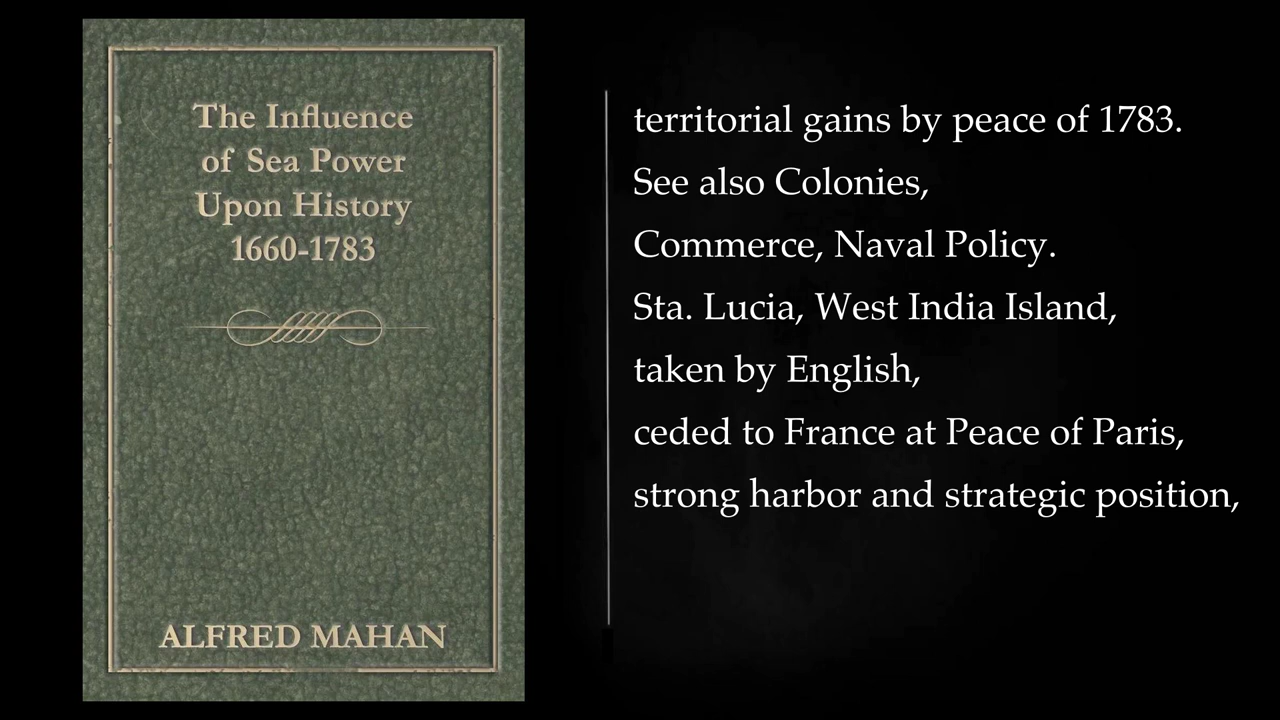 The Influence
of Sea Power
Upon History
1660-1783
ALFRED MAHAN
territorial gains by peace of 1783.
See also Colonies,
Commerce, Naval Policy.
Sta. Lucia, West India Island,
taken by English,
ceded to France at Peace of Paris,
strong harbor and strategic position,